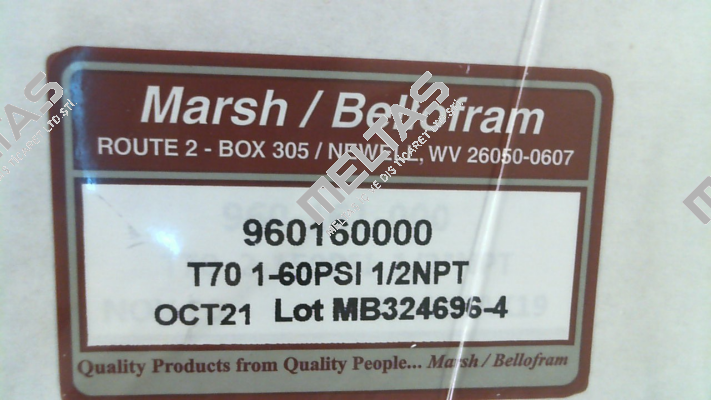 Marsh / Bellofram
ROUTE 2 - BOX 305 / NEWELL, WV 26050-0607
960160000
T70 1-60PSI 1/2NPT
OCT21 Lot MB324696-4
Quality Products from Quality People... Marsh / Bellofram
MELTAS